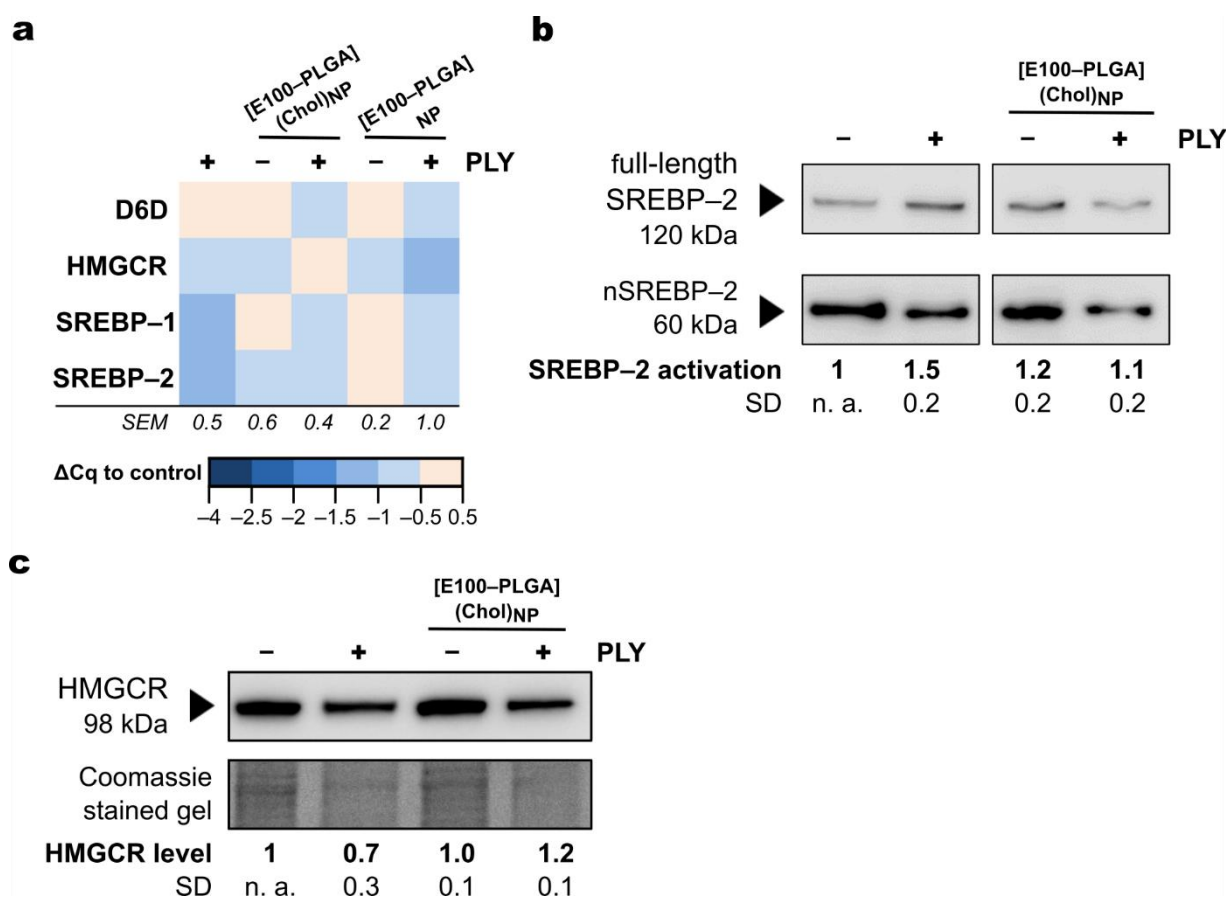 a
[E100–PLGA]
(Chol)NP
[E100–PLGA]
NP
+ – + – + PLY
D6D
HMGCR
SREBP–1
SREBP–2
SEM 0.5 0.6 0.4 0.2 1.0
ΔCq to control
–4 –2.5 –2 –1.5 –1 –0.5 0.5
b
[E100–PLGA]
(Chol)NP
– + – + PLY
full-length
SREBP–2
120 kDa
nSREBP–2
60 kDa
SREBP–2 activation 1 1.5 1.2 1.1
SD n. a. 0.2 0.2 0.2
c
[E100–PLGA]
(Chol)NP
– + – + PLY
HMGCR
98 kDa
Coomassie
stained gel
HMGCR level 1 0.7 1.0 1.2
SD n. a. 0.3 0.1 0.1